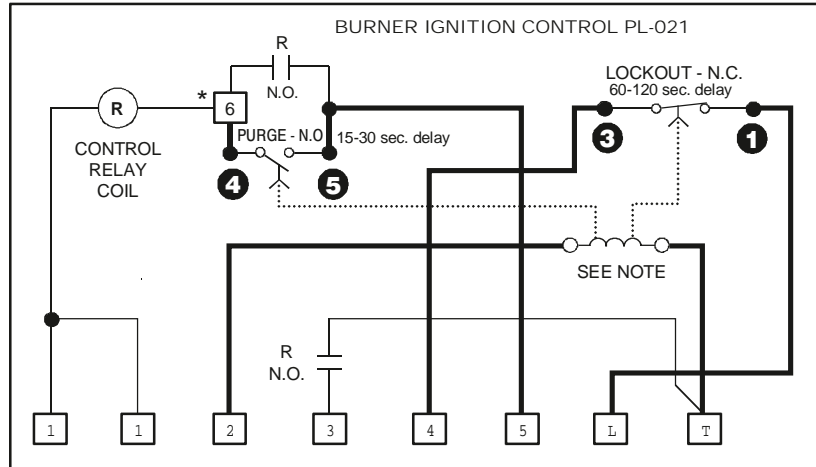 BURNER IGNITION CONTROL PL-021
R
N.O.
LOCKOUT - N.C.
60-120 sec. delay
R
* 6
PURGE - N.O
15-30 sec. delay
3
1
CONTROL
RELAY
COIL
4
5
SEE NOTE
R
N.O.
1
1
2
3
4
5
L
T